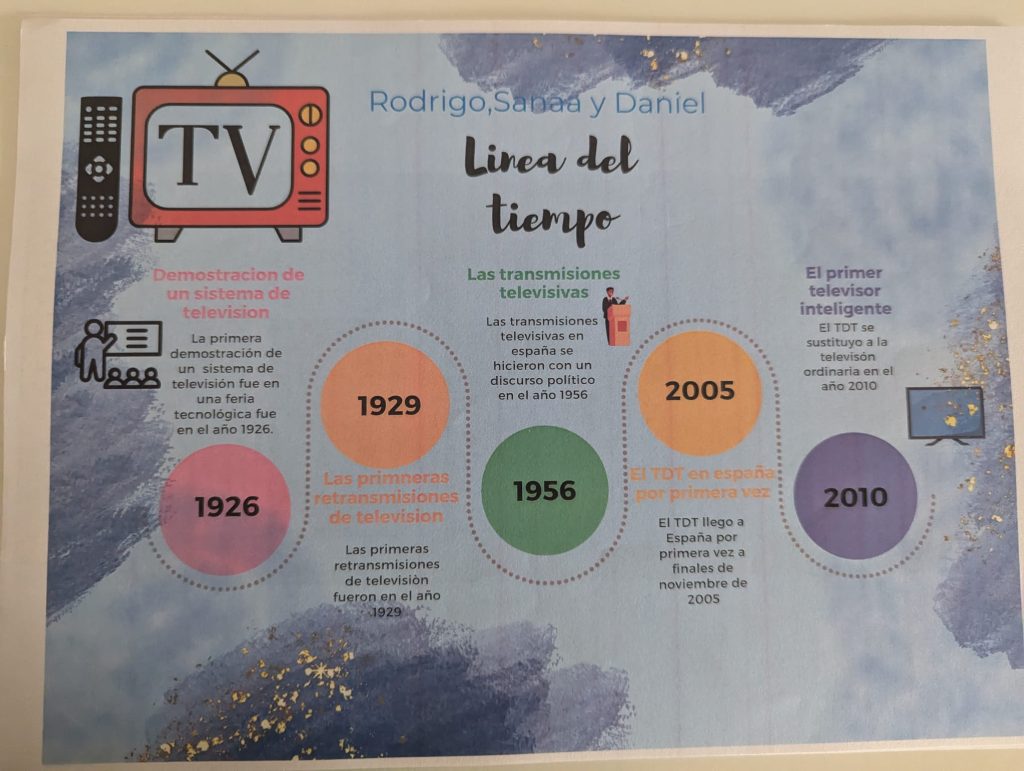 TV
Rodrigo,Sanaa y Daniel
Linea del
tiempo
Demostracion de
un sistema de
television
La primera
demostración de
un sistema de
televisión fue en
una feria
tecnológica fue
en el año 1926.
1926
1929
Las primneras
retransmisiones
de television
Las primeras
retransmisiones
de televisiòn
fueron en el año
1929
Las transmisiones
televisivas
Las transmisiones
televisivas en
españa se
hicieron con un
discurso político
en el año 1956
1956
2005
El TDT en españa
por primera vez
El TDT llego a
España por
primera vez a
finales de
noviembre de
2005
El primer
televisor
inteligente
El TDT se
sustituyo a la
televisón
ordinaria en el
año 2010
2010